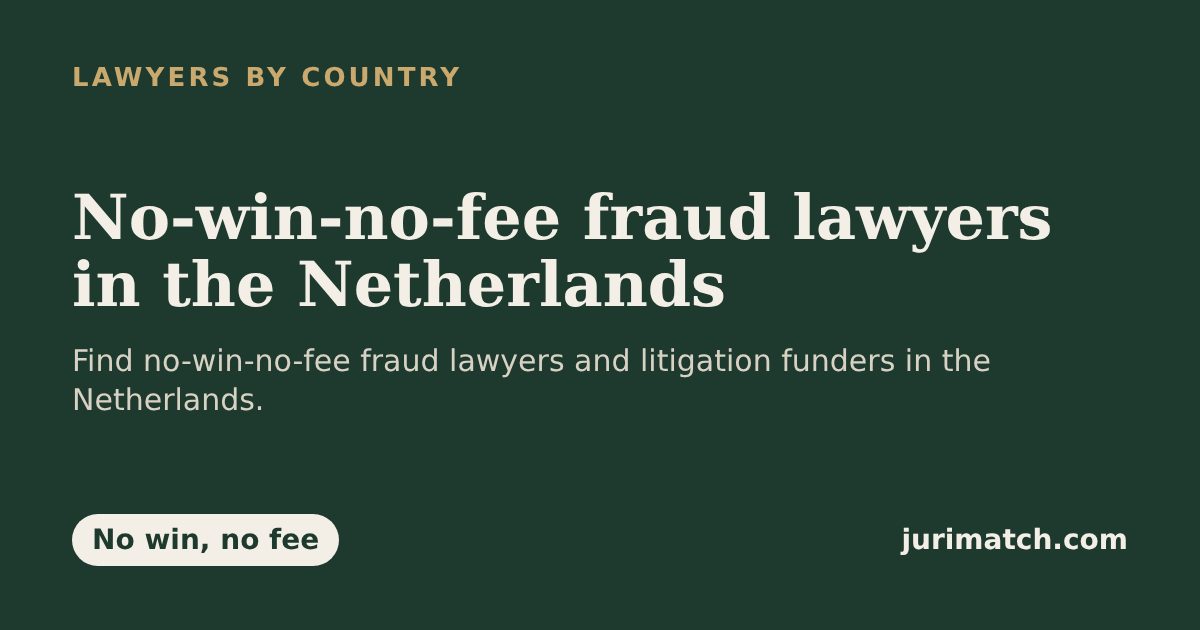 LAWYERS BY COUNTRY
No-win-no-fee fraud lawyers
in the Netherlands
Find no-win-no-fee fraud lawyers and litigation funders in the
Netherlands.
No win, no fee
jurimatch.com